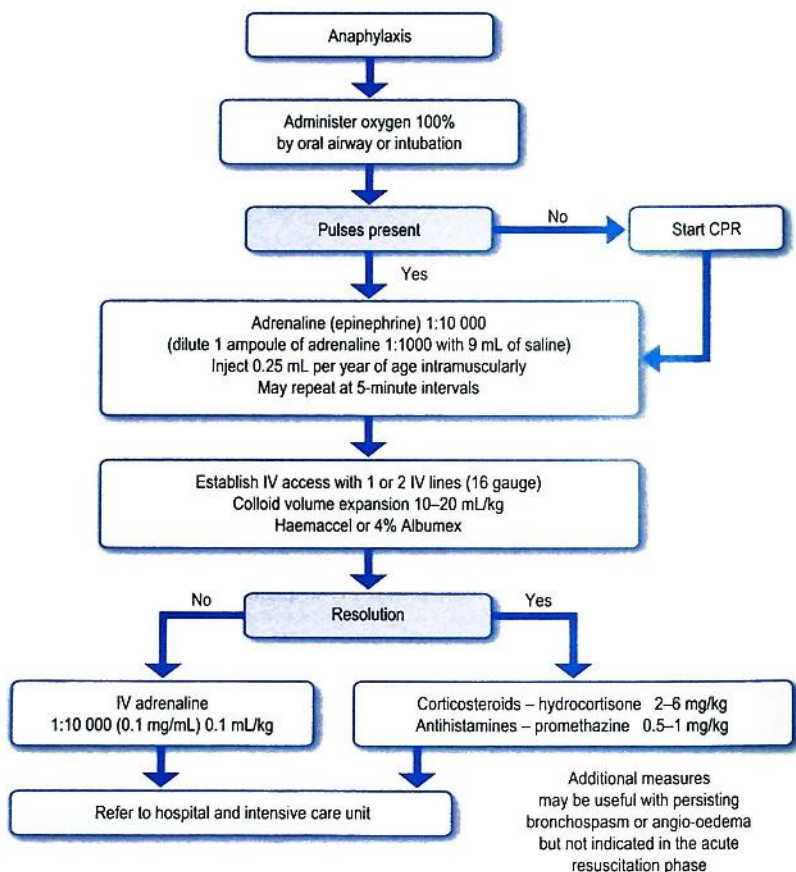 Anaphylaxis
Administer oxygen 100%
by oral airway or intubation
Pulses present
No
Start CPR
Yes
Adrenaline (epinephrine) 1:10 000
(dilute 1 ampoule of adrenaline 1:1000 with 9 mL of saline)
Inject 0.25 mL per year of age intramuscularly
May repeat at 5-minute intervals
Establish IV access with 1 or 2 IV lines (16 gauge)
Colloid volume expansion 10–20 mL/kg
Haemaccel or 4% Albumex
No
Resolution
Yes
IV adrenaline
1:10 000 (0.1 mg/mL) 0.1 mL/kg
Corticosteroids – hydrocortisone 2–6 mg/kg
Antihistamines – promethazine 0.5–1 mg/kg
Refer to hospital and intensive care unit
Additional measures
may be useful with persisting
bronchospasm or angio-oedema
but not indicated in the acute
resuscitation phase